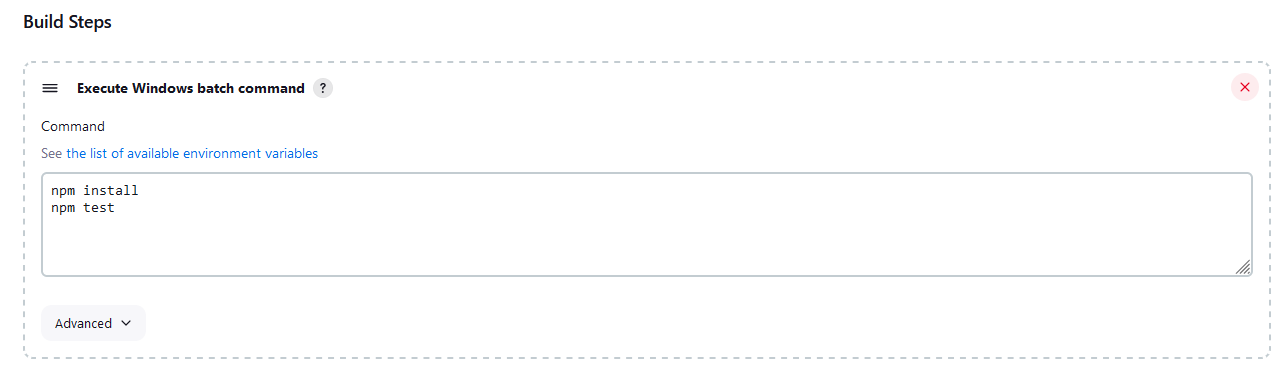 Build Steps
Execute Windows batch command ?
Command
See the list of available environment variables
npm install
npm test
Advanced